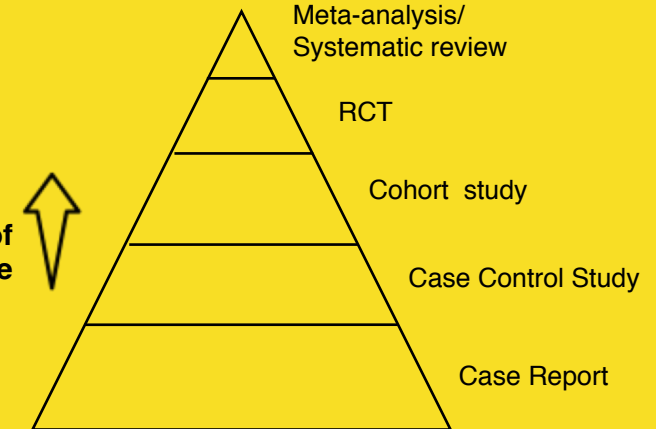 Meta-analysis/
Systematic review
RCT
Cohort study
of
Case Control Study
Case Report